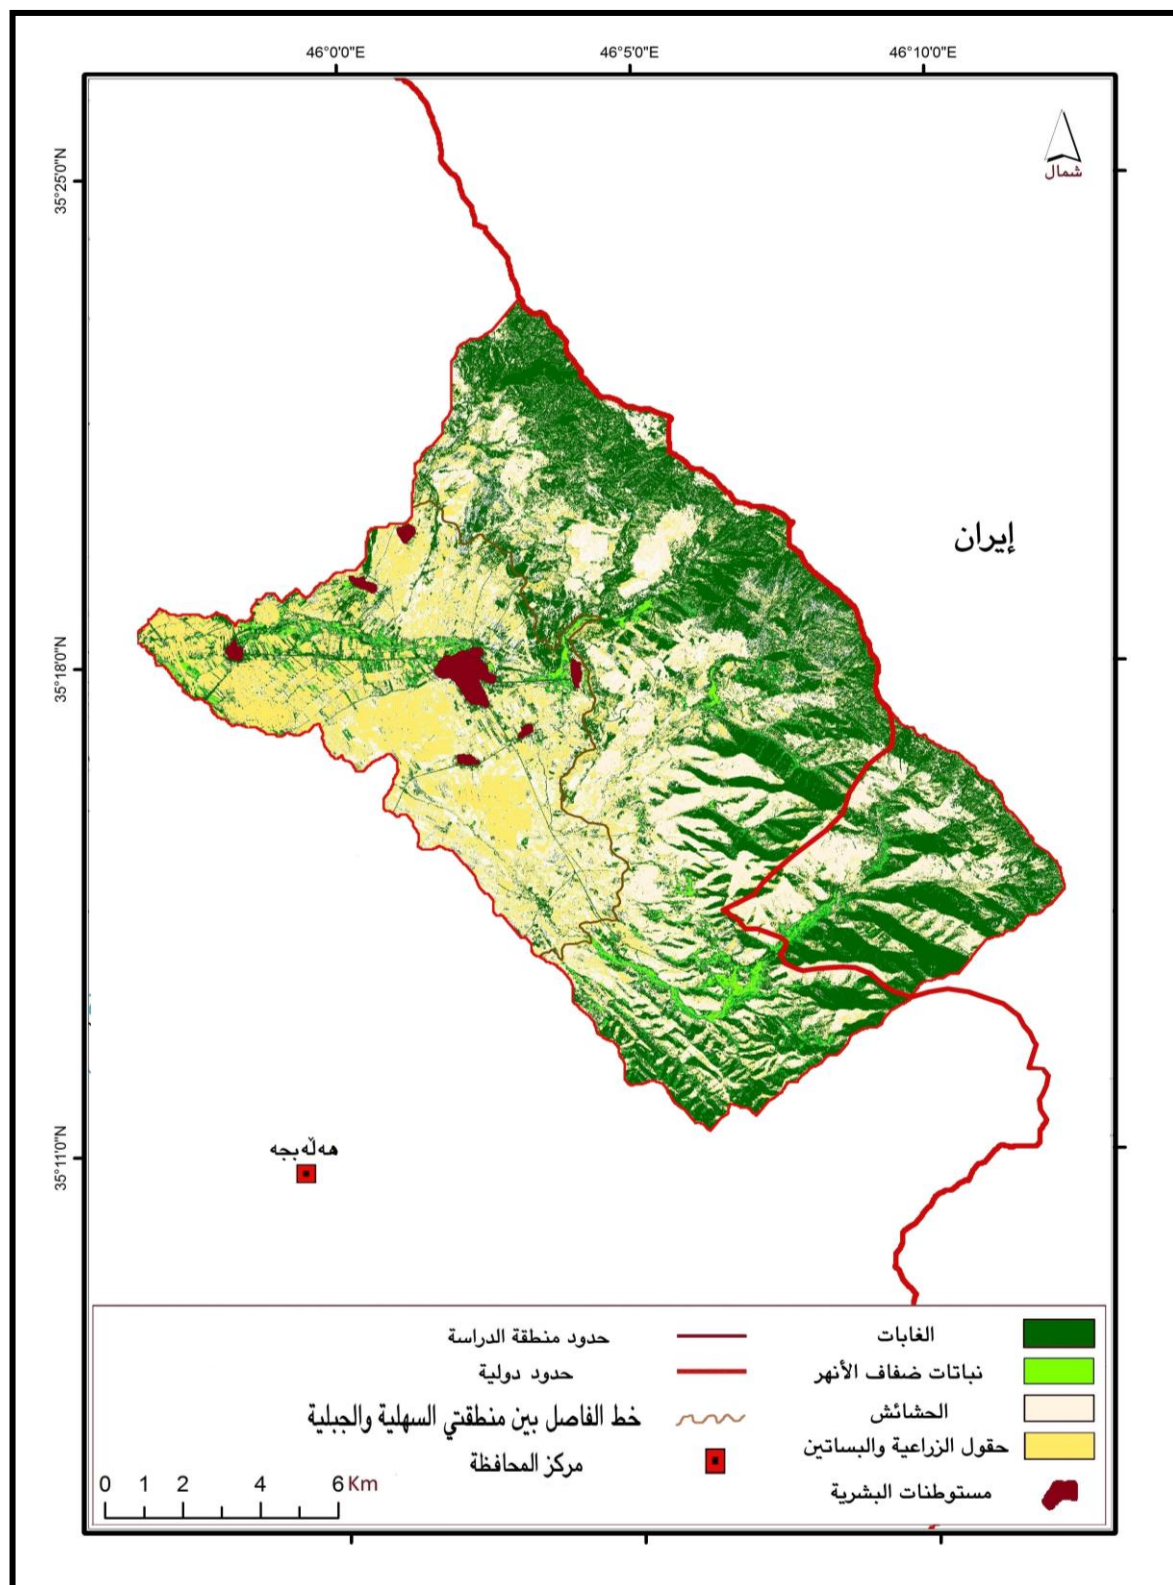 46°0'0"E
46°5'0"E
46°10'0"E
35°25'0"N
35°18'0"N
35°11'0"N
شمال
إيران
هەڵەبجە
الغابات
نباتات ضفاف الأنهر
الحشائش
حقول الزراعية والبساتين
مستوطنات البشرية
حدود منطقة الدراسة
حدود دولية
خط الفاصل بين منطقتي السهلية والجبلية
مركز المحافظة
0 1 2 4 6 Km